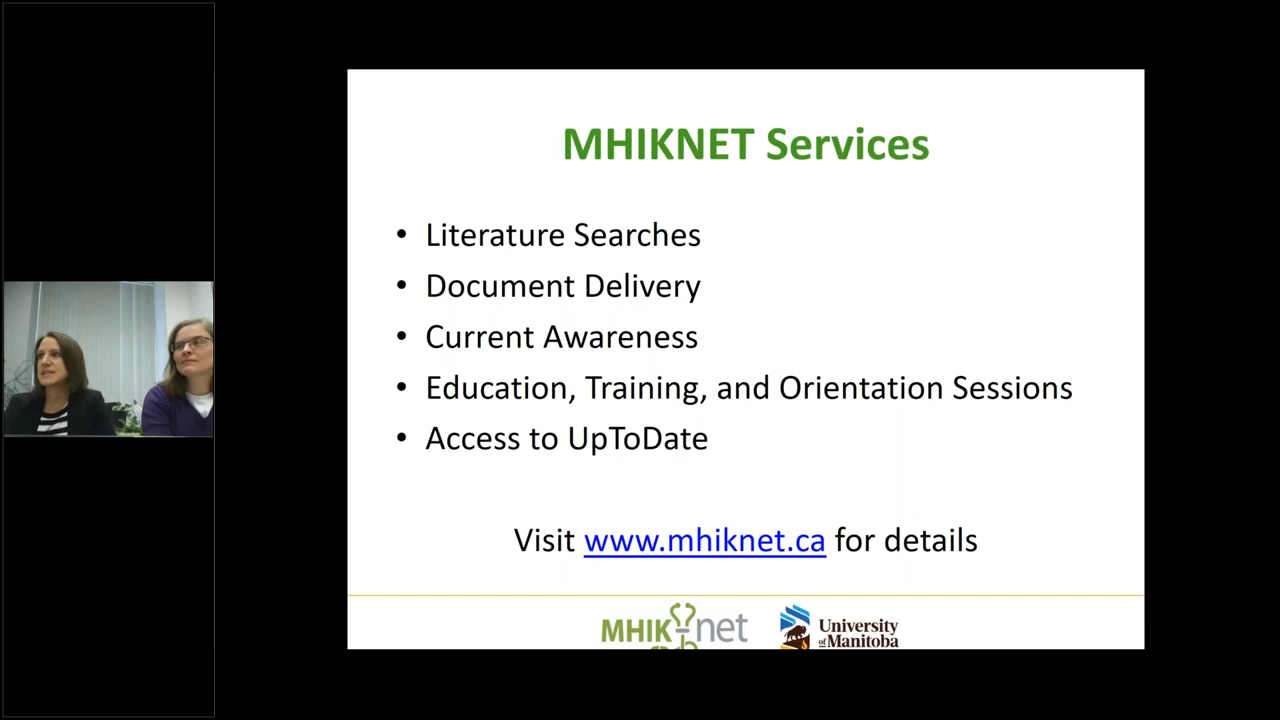 MHIKNET Services
• Literature Searches
• Document Delivery
• Current Awareness
• Education, Training, and Orientation Sessions
• Access to UpToDate
Visit www.mhiknet.ca for details
MHIK-net
University
of Manitoba